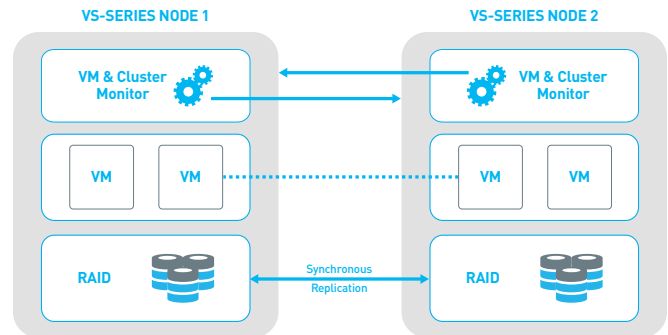 VS-SERIES NODE 1
VS-SERIES NODE 2
VM & Cluster
Monitor
VM & Cluster
Monitor
VM
VM
VM
VM
RAID
Synchronous
Replication
RAID